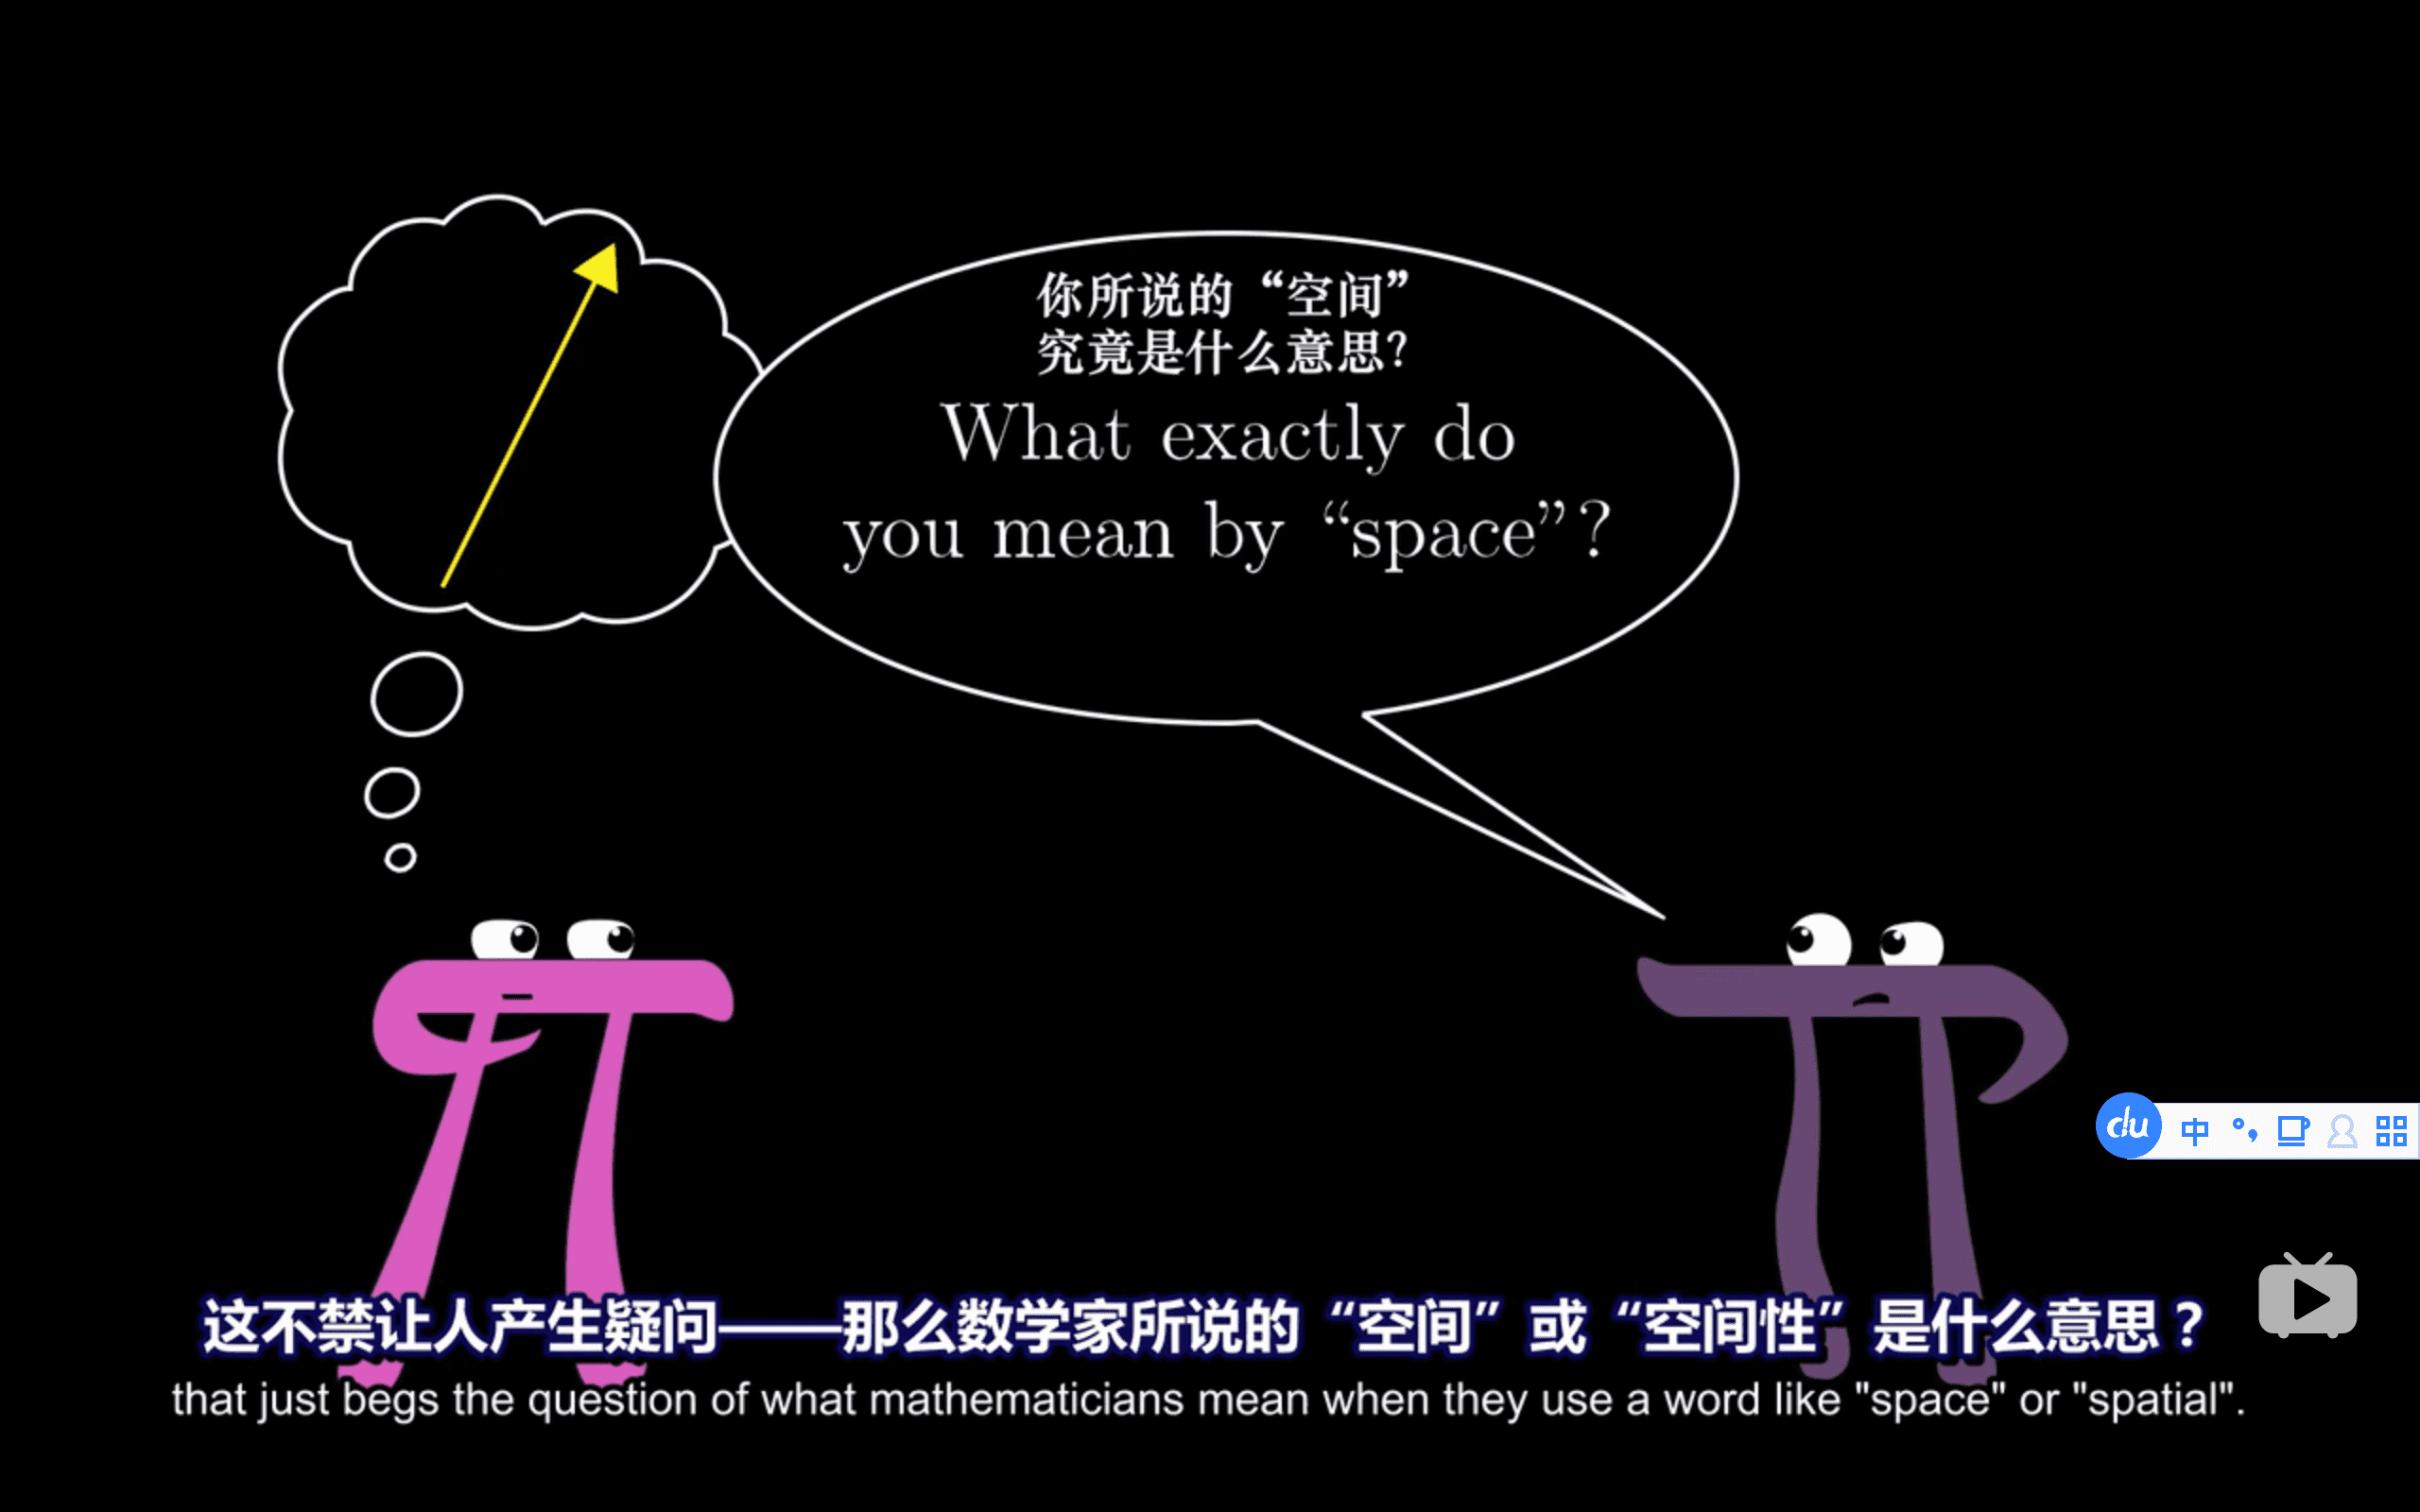 你所说的“空间”
究竟是什么意思？
What exactly do
you mean by “space”?
du 中
这不禁让人产生疑问——那么数学家所说的“空间”或“空间性”是什么意思？
that just begs the question of what mathematicians mean when they use a word like "space" or "spatial".